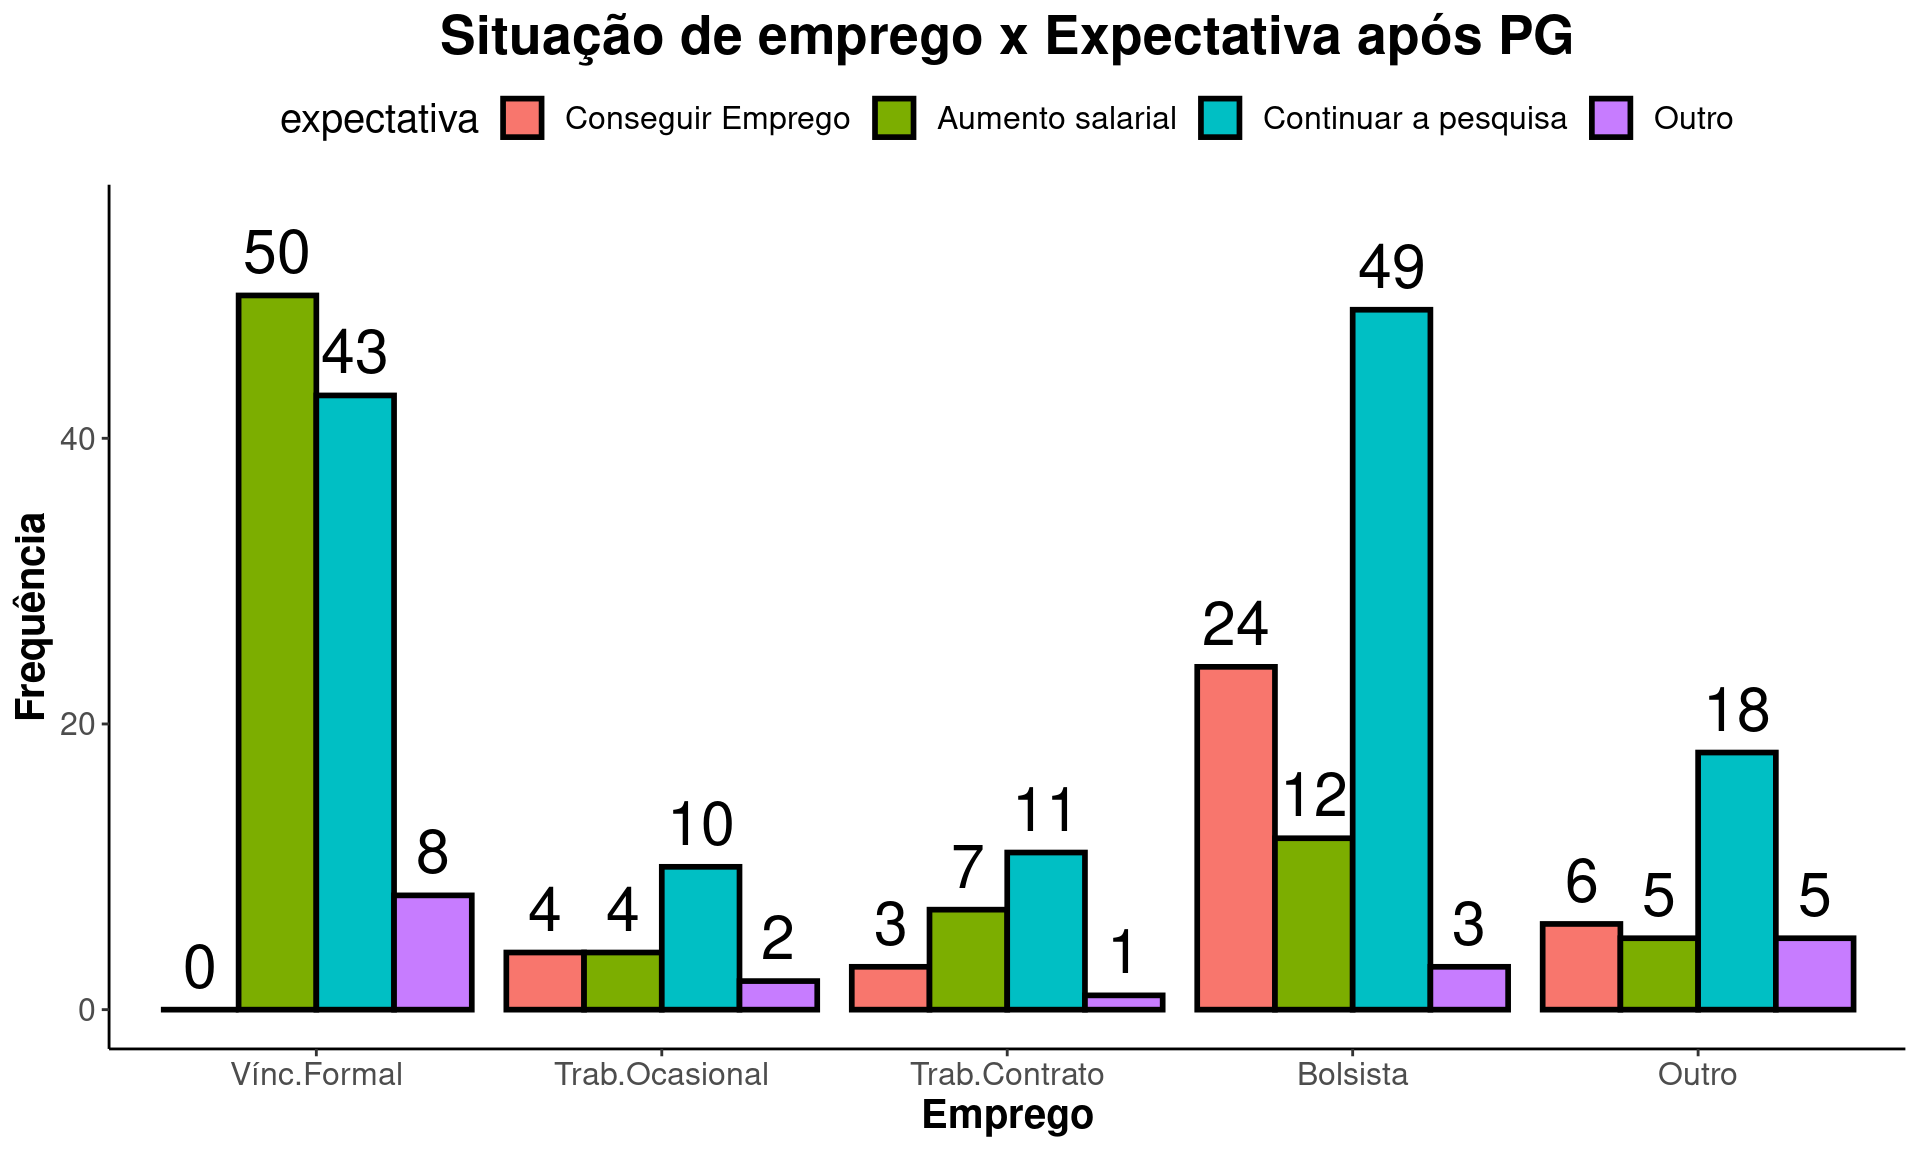 Situação de emprego x Expectativa após PG
expectativa Conseguir Emprego Aumento salarial Continuar a pesquisa Outro
Frequência
40
20
0
0 50 43 8
4 4 10 2
3 7 11 1
24 12 49 3
6 5 18 5
Vínc.Formal Trab.Ocasional Trab.Contrato Bolsista Outro
Emprego